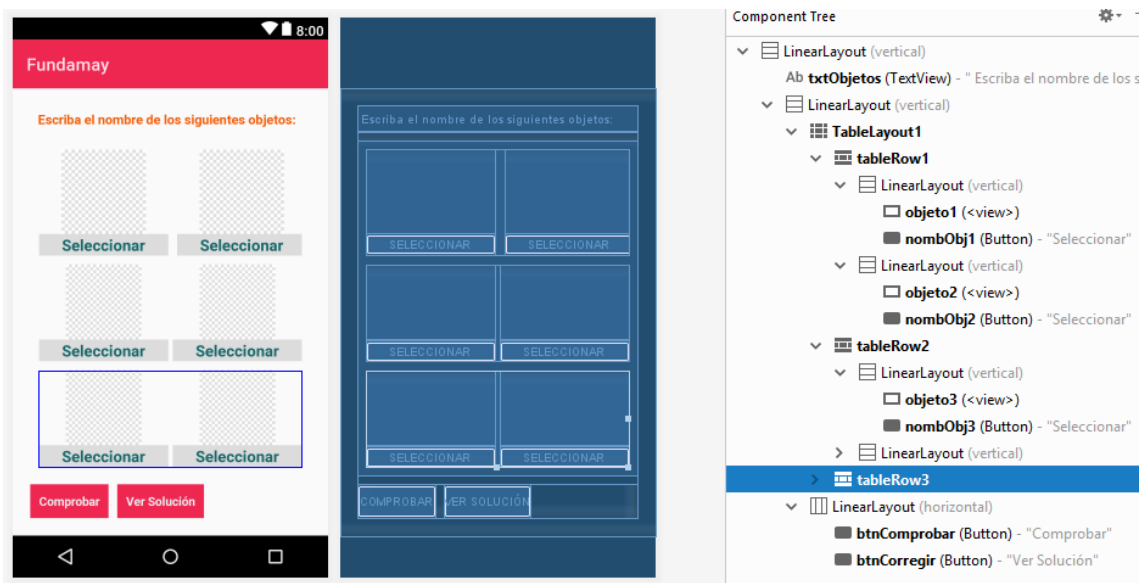 8:00
Fundamay
Escriba el nombre de los siguientes objetos:
Seleccionar Seleccionar
Seleccionar Seleccionar
Seleccionar Seleccionar
Comprobar Ver Solución
Escriba el nombre de los siguientes objetos:
SELECCIONAR SELECCIONAR
SELECCIONAR SELECCIONAR
SELECCIONAR SELECCIONAR
COMPROBAR VER SOLUCIÓN
Component Tree
LinearLayout (vertical)
Ab txtObjetos (TextView) - " Escriba el nombre de los s
LinearLayout (vertical)
TableLayout1
tableRow1
LinearLayout (vertical)
objeto1 (<view>)
nombObj1 (Button) - "Seleccionar"
LinearLayout (vertical)
objeto2 (<view>)
nombObj2 (Button) - "Seleccionar"
tableRow2
LinearLayout (vertical)
objeto3 (<view>)
nombObj3 (Button) - "Seleccionar"
LinearLayout (vertical)
tableRow3
LinearLayout (horizontal)
btnComprobar (Button) - "Comprobar"
btnCorregir (Button) - "Ver Solución"